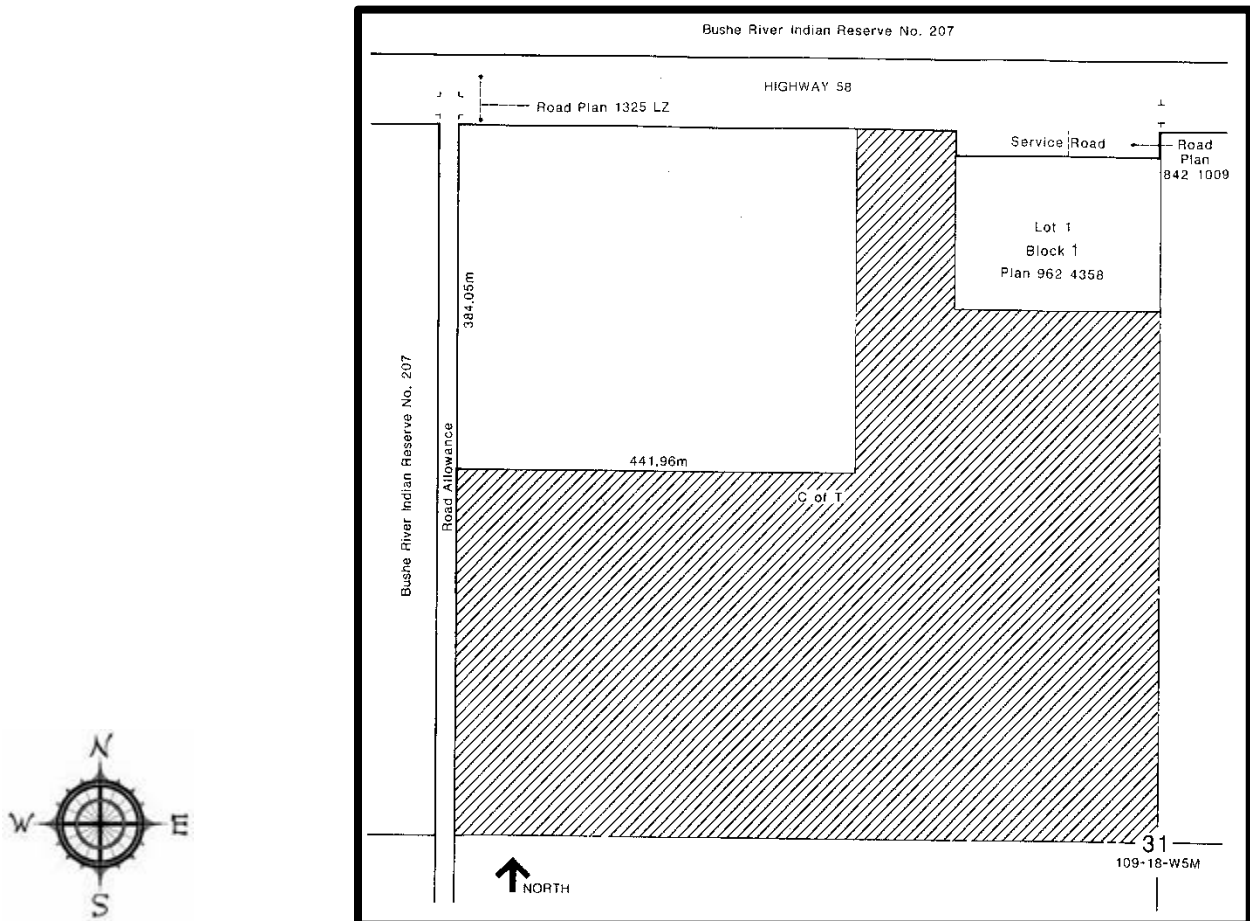 Bushe River Indian Reserve No. 207
HIGHWAY 58
Road Plan 1325 LZ
Service Road
Road
Plan
842 1009
Lot 1
Block 1
Plan 962 4358
384.05m
Bushe River Indian Reserve No. 207
Road Allowance
441.96m
C of T
31
109-18-W5M
NORTH
N
W
E
S